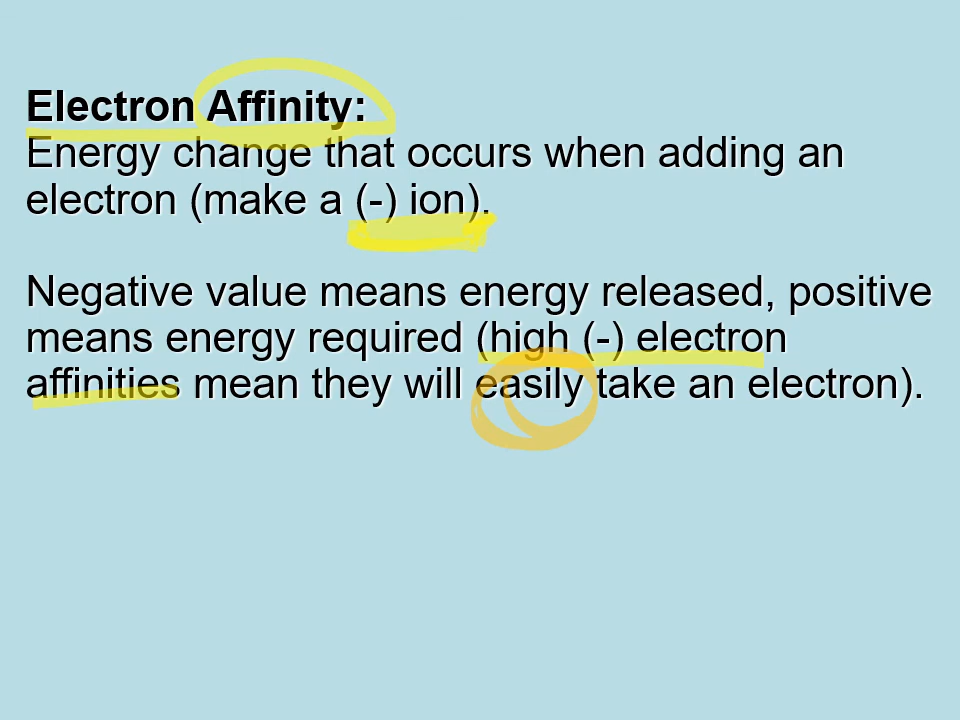 Electron Affinity:
Energy change that occurs when adding an
electron (make a (-) ion).
Negative value means energy released, positive
means energy required (high (-) electron
affinities mean they will easily take an electron).